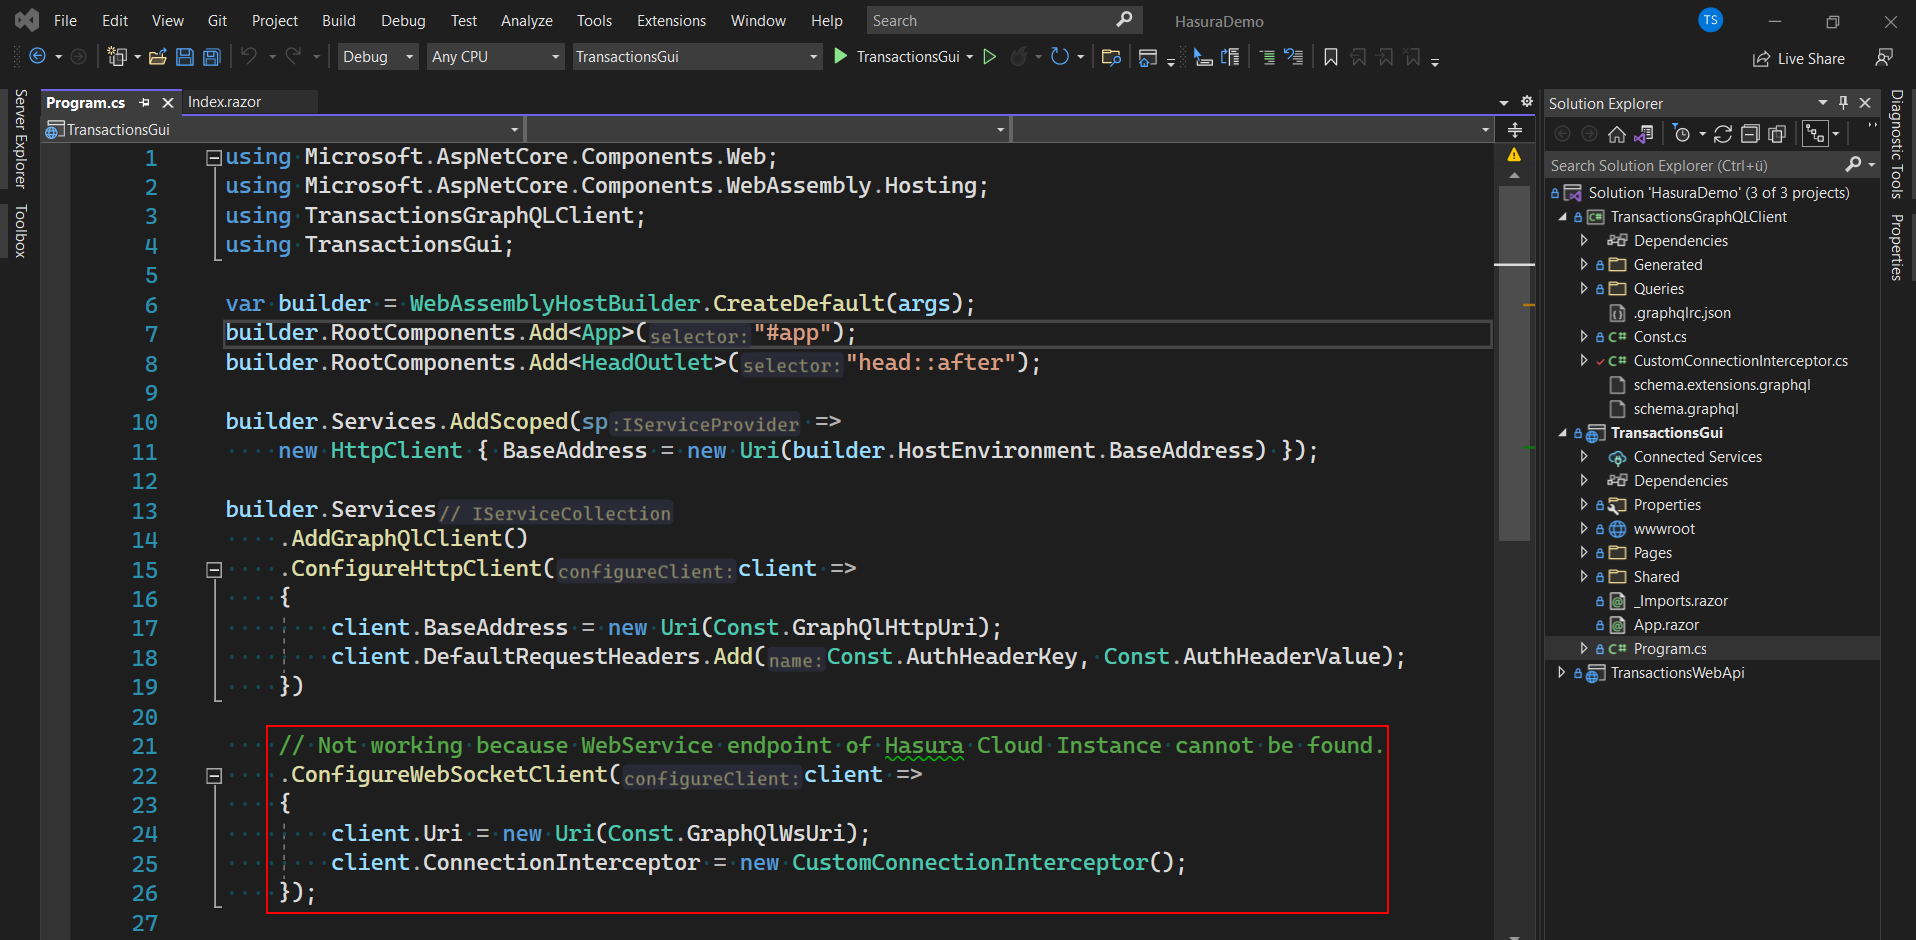 File Edit View Git Project Build Debug Test Analyze Tools Extensions Window Help Search HasuraDemo TS
Debug Any CPU TransactionsGui TransactionsGui Live Share
Server Explorer
Toolbox
Program.cs Index.razor
TransactionsGui
1 using Microsoft.AspNetCore.Components.Web;
2 using Microsoft.AspNetCore.Components.WebAssembly.Hosting;
3 using TransactionsGraphQLClient;
4 using TransactionsGui;
5
6 var builder = WebAssemblyHostBuilder.CreateDefault(args);
7 builder.RootComponents.Add<App>(selector: "#app");
8 builder.RootComponents.Add<HeadOutlet>(selector: "head::after");
9
10 builder.Services.AddScoped(sp:IServiceProvider =>
11 new HttpClient { BaseAddress = new Uri(builder.HostEnvironment.BaseAddress) });
12
13 builder.Services// IServiceCollection
14 .AddGraphQlClient()
15 .ConfigureHttpClient(configureClient: client =>
16 {
17 client.BaseAddress = new Uri(Const.GraphQlHttpUri);
18 client.DefaultRequestHeaders.Add(name: Const.AuthHeaderKey, Const.AuthHeaderValue);
19 })
20
21 // Not working because WebService endpoint of Hasura Cloud Instance cannot be found.
22 .ConfigureWebSocketClient(configureClient: client =>
23 {
24 client.Uri = new Uri(Const.GraphQlWsUri);
25 client.ConnectionInterceptor = new CustomConnectionInterceptor();
26 });
27
Solution Explorer
Search Solution Explorer (Ctrl+ü)
Solution 'HasuraDemo' (3 of 3 projects)
C# TransactionsGraphQLClient
Dependencies
Generated
Queries
.graphqlrc.json
C# Const.cs
C# CustomConnectionInterceptor.cs
schema.extensions.graphql
schema.graphql
TransactionsGui
Connected Services
Dependencies
Properties
wwwroot
Pages
Shared
_Imports.razor
App.razor
C# Program.cs
TransactionsWebApi
Diagnostic Tools
Properties